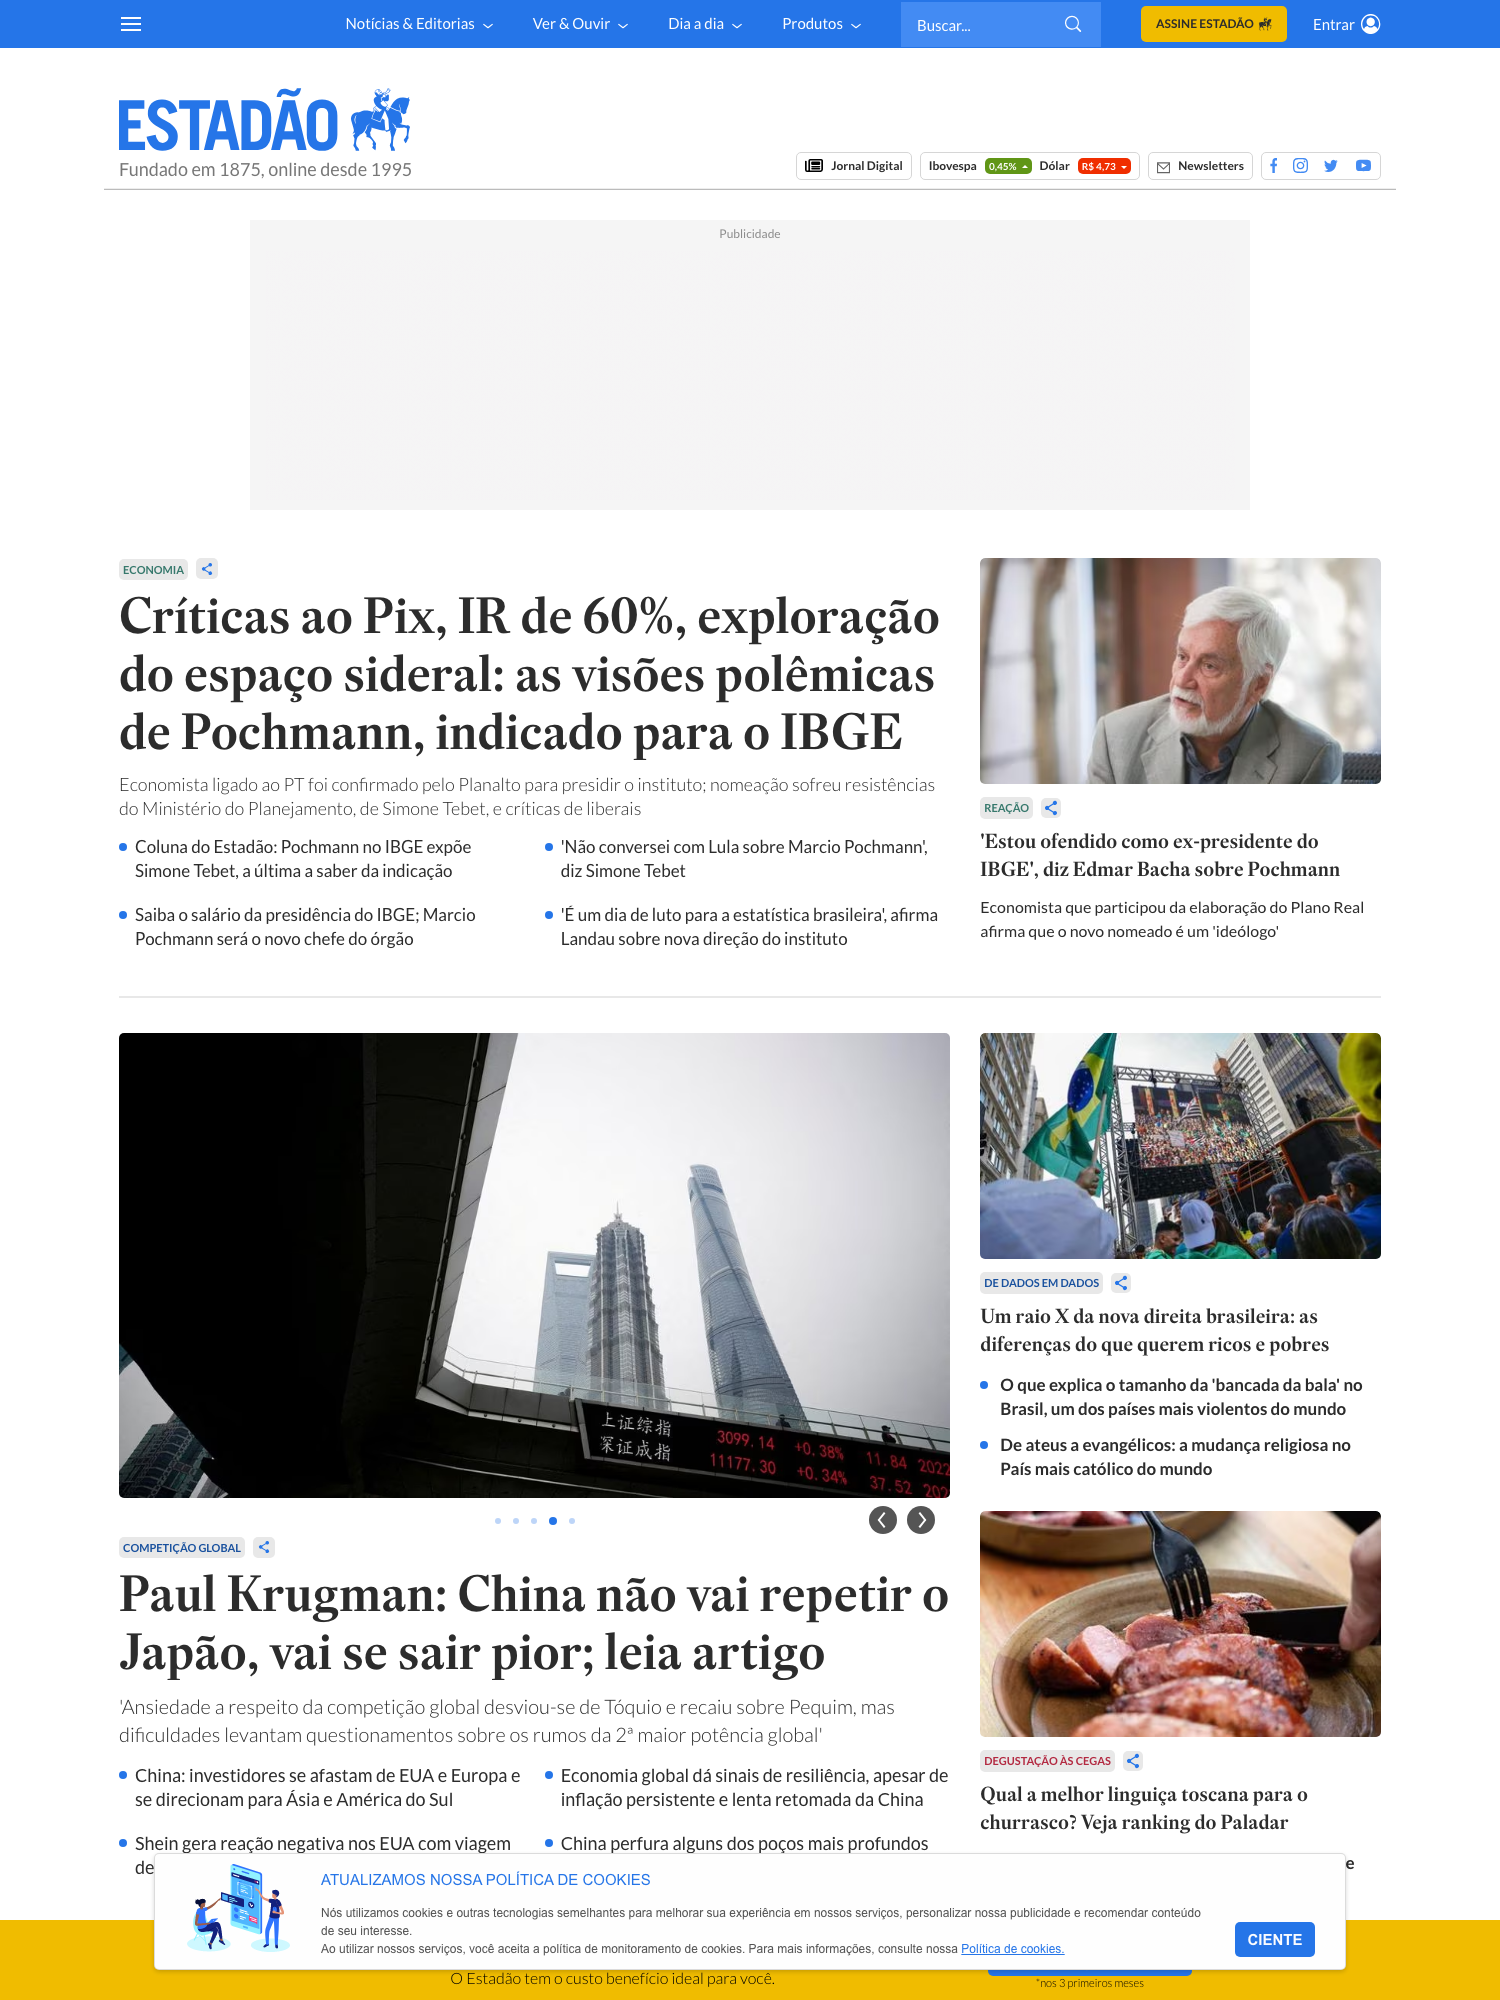 Notícias & Editorias
Ver & Ouvir
Dia a dia
Produtos
Buscar...
ASSINE ESTADÃO
Entrar
ESTADÃO
Fundado em 1875, online desde 1995
Jornal Digital
Ibovespa 0,45% Dólar R$ 4,73
Newsletters
Publicidade
ECONOMIA
Críticas ao Pix, IR de 60%, exploração
do espaço sideral: as visões polêmicas
de Pochmann, indicado para o IBGE
Economista ligado ao PT foi confirmado pelo Planalto para presidir o instituto; nomeação sofreu resistências
do Ministério do Planejamento, de Simone Tebet, e críticas de liberais
Coluna do Estadão: Pochmann no IBGE expõe
Simone Tebet, a última a saber da indicação
'Não conversei com Lula sobre Marcio Pochmann',
diz Simone Tebet
Saiba o salário da presidência do IBGE; Marcio
Pochmann será o novo chefe do órgão
'É um dia de luto para a estatística brasileira', afirma
Landau sobre nova direção do instituto
REAÇÃO
'Estou ofendido como ex-presidente do
IBGE', diz Edmar Bacha sobre Pochmann
Economista que participou da elaboração do Plano Real
afirma que o novo nomeado é um 'ideólogo'
上证综指 3099.14 +0.38% 11.84 2022
深证成指 11177.30 +0.34% 37.52 202
COMPETIÇÃO GLOBAL
Paul Krugman: China não vai repetir o
Japão, vai se sair pior; leia artigo
'Ansiedade a respeito da competição global desviou-se de Tóquio e recaiu sobre Pequim, mas
dificuldades levantam questionamentos sobre os rumos da 2ª maior potência global'
China: investidores se afastam de EUA e Europa e
se direcionam para Ásia e América do Sul
Economia global dá sinais de resiliência, apesar de
inflação persistente e lenta retomada da China
Shein gera reação negativa nos EUA com viagem
de
China perfura alguns dos poços mais profundos
DE DADOS EM DADOS
Um raio X da nova direita brasileira: as
diferenças do que querem ricos e pobres
O que explica o tamanho da 'bancada da bala' no
Brasil, um dos países mais violentos do mundo
De ateus a evangélicos: a mudança religiosa no
País mais católico do mundo
DEGUSTAÇÃO ÀS CEGAS
Qual a melhor linguiça toscana para o
churrasco? Veja ranking do Paladar
e
ATUALIZAMOS NOSSA POLÍTICA DE COOKIES
Nós utilizamos cookies e outras tecnologias semelhantes para melhorar sua experiência em nossos serviços, personalizar nossa publicidade e recomendar conteúdo
de seu interesse.
Ao utilizar nossos serviços, você aceita a política de monitoramento de cookies. Para mais informações, consulte nossa Política de cookies.
CIENTE
O Estadão tem o custo benefício ideal para você.
*nos 3 primeiros meses